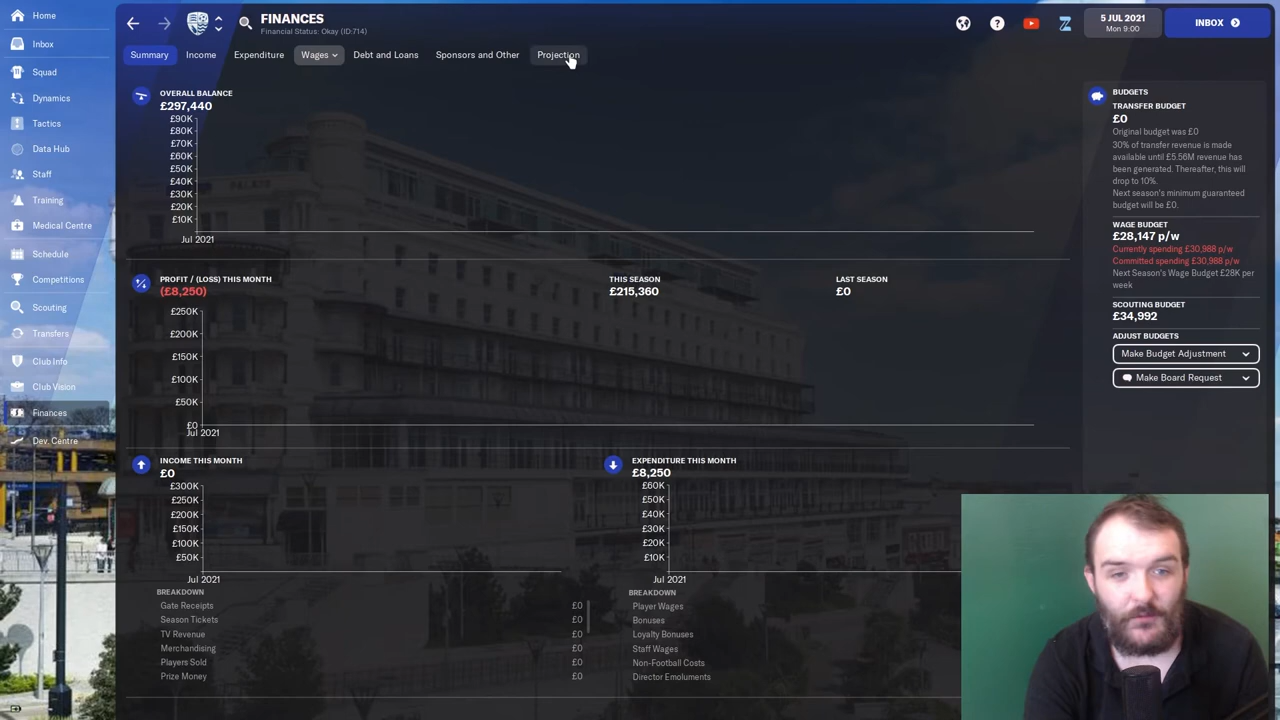 Home
Inbox
Squad
Dynamics
Tactics
Data Hub
Staff
Training
Medical Centre
Schedule
Competitions
Scouting
Transfers
Club Info
Club Vision
Finances
Dev. Centre
FINANCES
Financial Status: Okay (ID:714)
5 JUL 2021
Mon 9:00
INBOX
Summary
Income
Expenditure
Wages
Debt and Loans
Sponsors and Other
Projection
OVERALL BALANCE
£297,440
£90K
£80K
£70K
£60K
£50K
£40K
£30K
£20K
£10K
Jul 2021
PROFIT / (LOSS) THIS MONTH
(£8,250)
THIS SEASON
£215,360
LAST SEASON
£0
£250K
£200K
£150K
£100K
£50K
£0
Jul 2021
INCOME THIS MONTH
£0
£300K
£250K
£200K
£150K
£100K
£50K
Jul 2021
BREAKDOWN
Gate Receipts £0
Season Tickets £0
TV Revenue £0
Merchandising £0
Players Sold £0
Prize Money £0
EXPENDITURE THIS MONTH
£8,250
£60K
£50K
£40K
£30K
£20K
£10K
Jul 2021
BREAKDOWN
Player Wages
Bonuses
Loyalty Bonuses
Staff Wages
Non-Football Costs
Director Emoluments
BUDGETS
TRANSFER BUDGET
£0
Original budget was £0
30% of transfer revenue is made
available until £5.56M revenue has
been generated. Thereafter, this will
drop to 10%.
Next season's minimum guaranteed
budget will be £0.
WAGE BUDGET
£28,147 p/w
Currently spending £30,988 p/w
Committed spending £30,988 p/w
Next Season's Wage Budget £28K per
week
SCOUTING BUDGET
£34,992
ADJUST BUDGETS
Make Budget Adjustment
Make Board Request